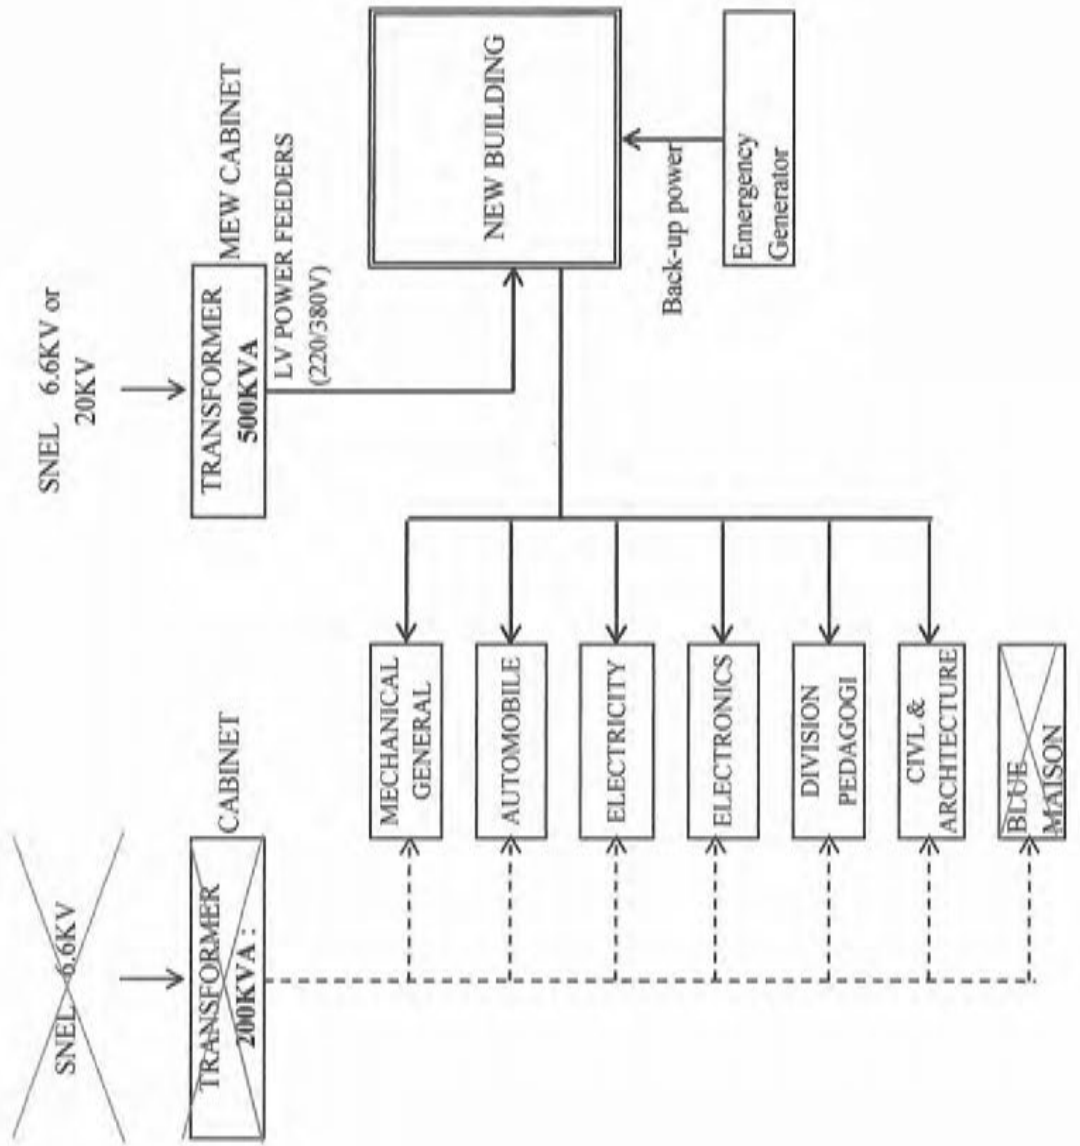 SNEL 6.6KV
TRANSFORMER
200KVA :
CABINET
SNEL 6.6KV or
20KV
TRANSFORMER
500KVA
MEW CABINET
LV POWER FEEDERS
(220/380V)
MECHANICAL
GENERAL
AUTOMOBILE
ELECTRICITY
ELECTRONICS
DIVISION
PEDAGOGI
CIVL &
ARCHTECTURE
BLUE
MAISON
NEW BUILDING
Back-up power
Emergency
Generator